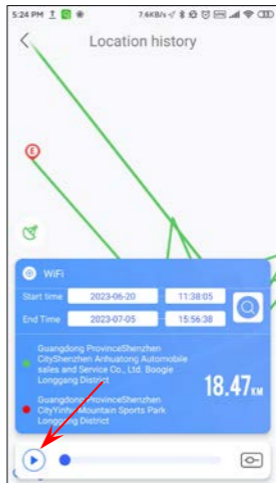 5:24 PM
7.6KB/s
Location history
E
WiFi
Start time 2023-06-20 11:38:05
End Time 2023-07-05 15:56:38
Guangdong ProvinceShenzhen
CityShenzhen Anhuatong Automobile
sales and Service Co., Ltd. Boogie
Longgang District
18.47KM
Guangdong ProvinceShenzhen
CityYinhu Mountain Sports Park
Longgang District